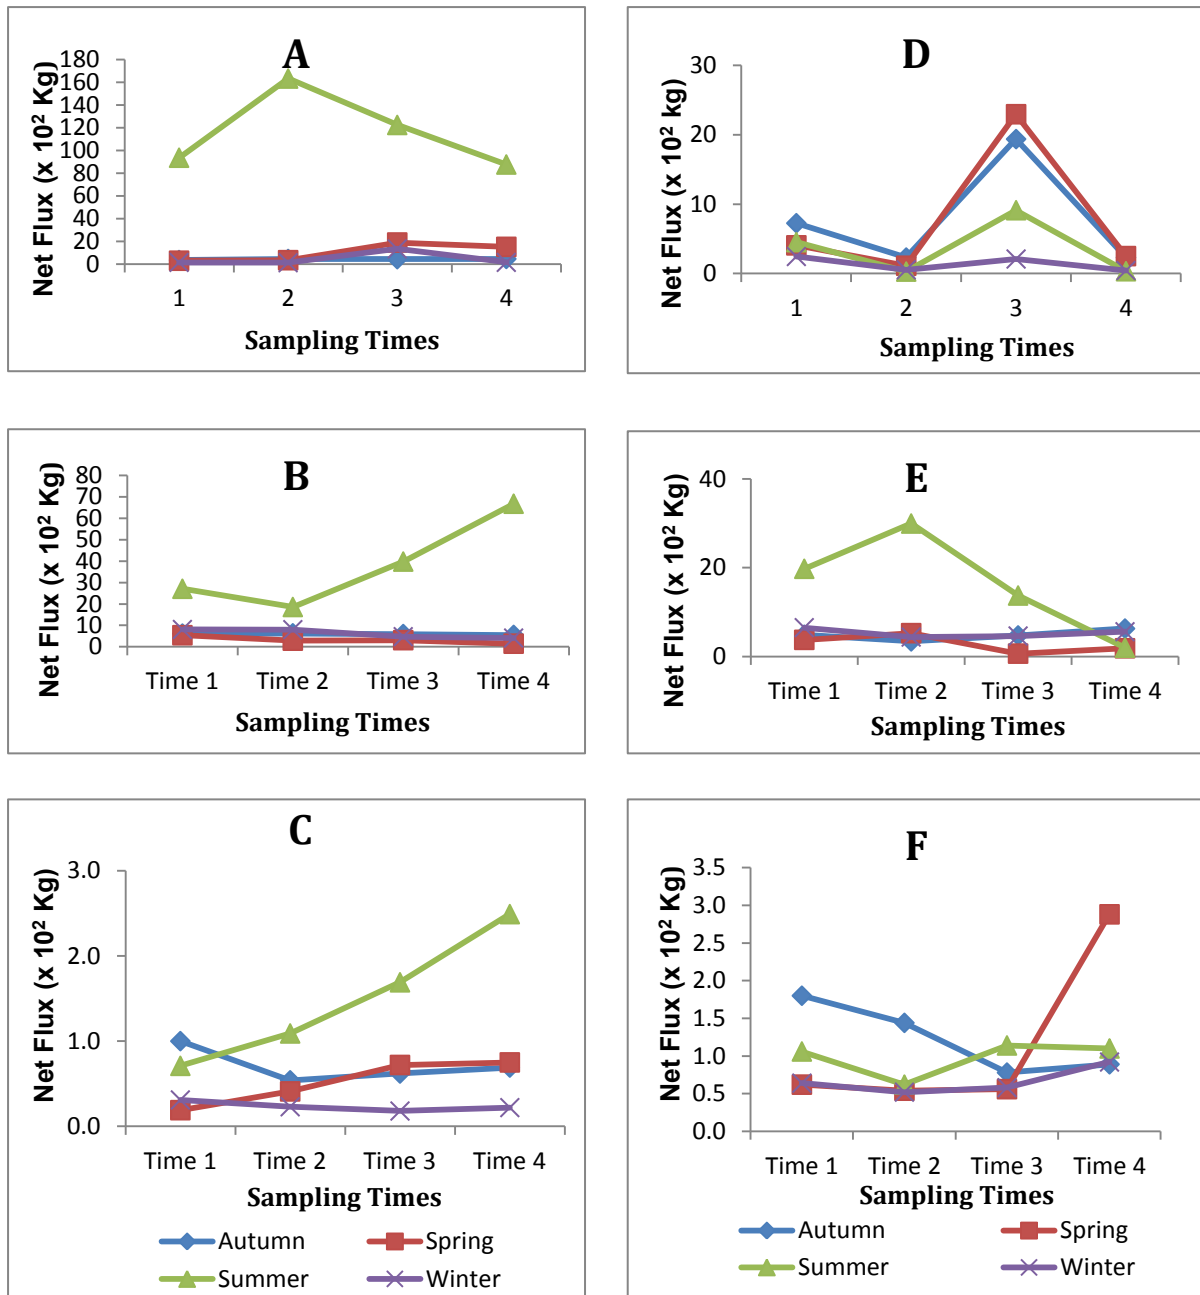 A
Net Flux (x 10² Kg)
180
160
140
120
100
80
60
40
20
0
1 2 3 4
Sampling Times
D
Net Flux (x 10² kg)
30
20
10
0
1 2 3 4
Sampling Times
B
Net Flux (x 10² Kg)
80
70
60
50
40
30
20
10
0
Time 1 Time 2 Time 3 Time 4
Sampling Times
E
Net Flux (x 10² Kg)
40
20
0
Time 1 Time 2 Time 3 Time 4
Sampling Times
C
Net Flux (x 10² Kg)
3.0
2.0
1.0
0.0
Time 1 Time 2 Time 3 Time 4
Sampling Times
Autumn Spring
Summer Winter
F
Net Flux (x 10² Kg)
3.5
3.0
2.5
2.0
1.5
1.0
0.5
0.0
Time 1 Time 2 Time 3 Time 4
Sampling Times
Autumn Spring
Summer Winter